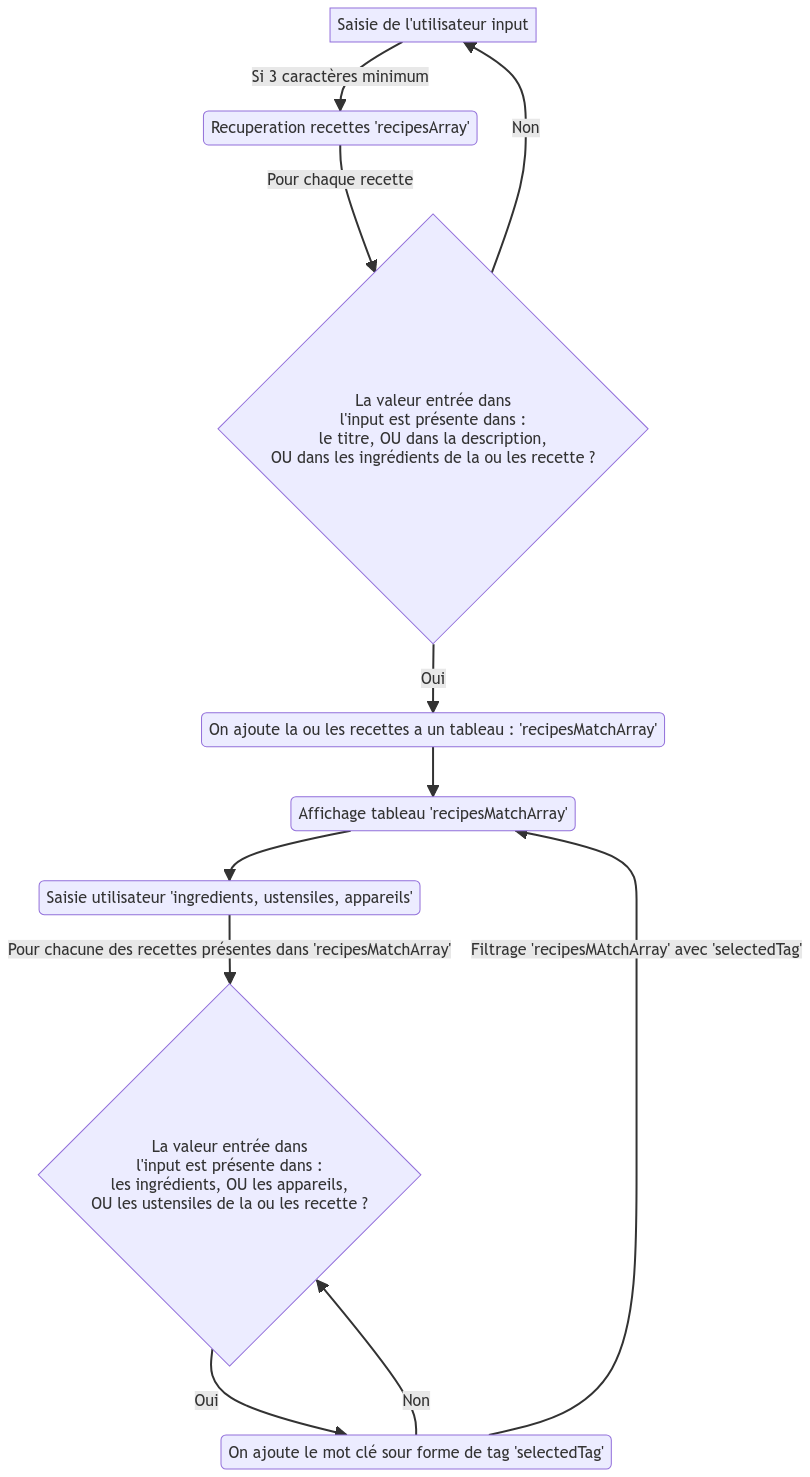 Saisie de l'utilisateur input
Si 3 caractères minimum
Recuperation recettes 'recipesArray'
Non
Pour chaque recette
La valeur entrée dans
l'input est présente dans :
le titre, OU dans la description,
OU dans les ingrédients de la ou les recette ?
Oui
On ajoute la ou les recettes a un tableau : 'recipesMatchArray'
Affichage tableau 'recipesMatchArray'
Saisie utilisateur 'ingredients, ustensiles, appareils'
Pour chacune des recettes présentes dans 'recipesMatchArray'
Filtrage 'recipesMAtchArray' avec 'selectedTag'
La valeur entrée dans
l'input est présente dans :
les ingrédients, OU les appareils,
OU les ustensiles de la ou les recette ?
Oui
Non
On ajoute le mot clé sour forme de tag 'selectedTag'